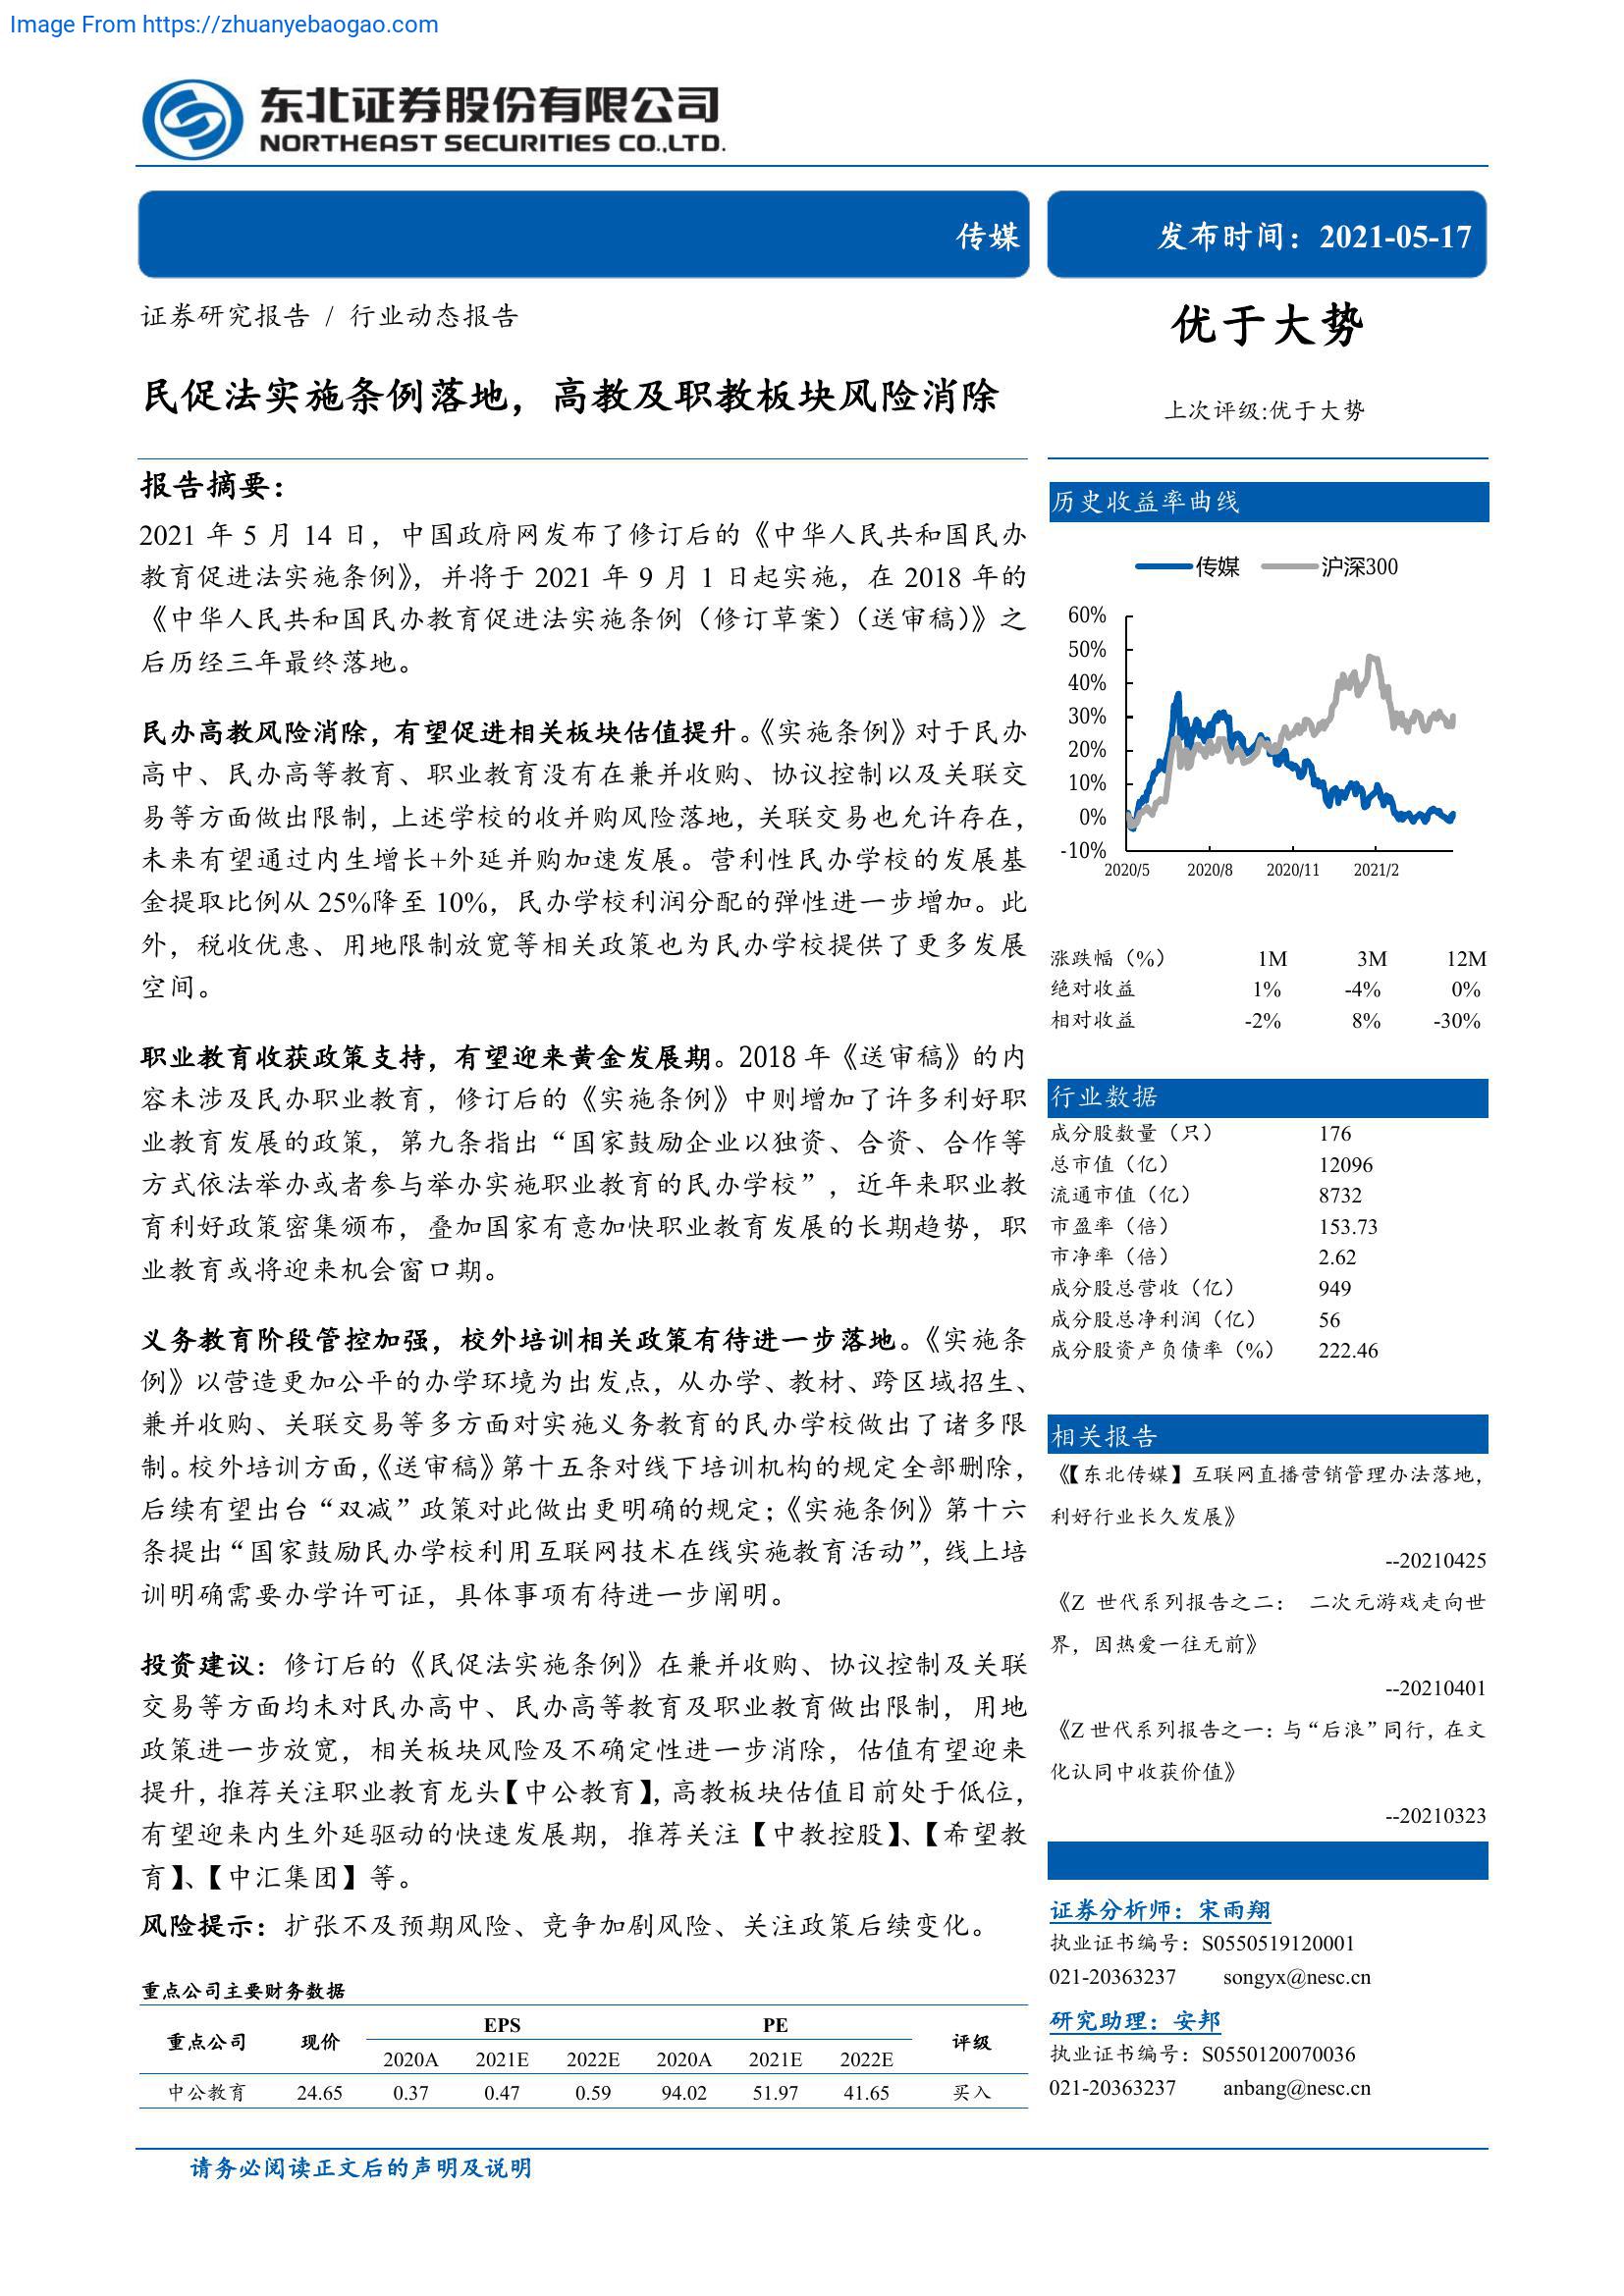 Image From https://zhuanyebaogao.com
东北证券股份有限公司
NORTHEAST SECURITIES CO.,LTD.
传媒
发布时间：2021-05-17
证券研究报告 / 行业动态报告
民促法实施条例落地，高教及职教板块风险消除
报告摘要：
2021 年 5 月 14 日，中国政府网发布了修订后的《中华人民共和国民办
教育促进法实施条例》，并将于 2021 年 9 月 1 日起实施，在 2018 年的
《中华人民共和国民办教育促进法实施条例（修订草案）（送审稿）》之
后历经三年最终落地。
民办高教风险消除，有望促进相关板块估值提升。《实施条例》对于民办
高中、民办高等教育、职业教育没有在兼并收购、协议控制以及关联交
易等方面做出限制，上述学校的收并购风险落地，关联交易也允许存在，
未来有望通过内生增长+外延并购加速发展。营利性民办学校的发展基
金提取比例从 25%降至 10%，民办学校利润分配的弹性进一步增加。此
外，税收优惠、用地限制放宽等相关政策也为民办学校提供了更多发展
空间。
职业教育收获政策支持，有望迎来黄金发展期。2018 年《送审稿》的内
容未涉及民办职业教育，修订后的《实施条例》中则增加了许多利好职
业教育发展的政策，第九条指出“国家鼓励企业以独资、合资、合作等
方式依法举办或者参与举办实施职业教育的民办学校”，近年来职业教
育利好政策密集颁布，叠加国家有意加快职业教育发展的长期趋势，职
业教育或将迎来机会窗口期。
义务教育阶段管控加强，校外培训相关政策有待进一步落地。《实施条
例》以营造更加公平的办学环境为出发点，从办学、教材、跨区域招生、
兼并收购、关联交易等多方面对实施义务教育的民办学校做出了诸多限
制。校外培训方面，《送审稿》第十五条对线下培训机构的规定全部删除，
后续有望出台“双减”政策对此做出更明确的规定；《实施条例》第十六
条提出“国家鼓励民办学校利用互联网技术在线实施教育活动”，线上培
训明确需要办学许可证，具体事项有待进一步阐明。
投资建议：修订后的《民促法实施条例》在兼并收购、协议控制及关联
交易等方面均未对民办高中、民办高等教育及职业教育做出限制，用地
政策进一步放宽，相关板块风险及不确定性进一步消除，估值有望迎来
提升，推荐关注职业教育龙头【中公教育】，高教板块估值目前处于低位，
有望迎来内生外延驱动的快速发展期，推荐关注【中教控股】、【希望教
育】、【中汇集团】等。
风险提示：扩张不及预期风险、竞争加剧风险、关注政策后续变化。
重点公司主要财务数据
重点公司 现价 EPS PE 评级
2020A 2021E 2022E 2020A 2021E 2022E
中公教育 24.65 0.37 0.47 0.59 94.02 51.97 41.65 买入
优于大势
上次评级:优于大势
历史收益率曲线
传媒 沪深300
60%
50%
40%
30%
20%
10%
0%
-10%
2020/5 2020/8 2020/11 2021/2
涨跌幅（%） 1M 3M 12M
绝对收益 1% -4% 0%
相对收益 -2% 8% -30%
行业数据
成分股数量（只） 176
总市值（亿） 12096
流通市值（亿） 8732
市盈率（倍） 153.73
市净率（倍） 2.62
成分股总营收（亿） 949
成分股总净利润（亿） 56
成分股资产负债率（%） 222.46
相关报告
《【东北传媒】互联网直播营销管理办法落地，
利好行业长久发展》
--20210425
《Z 世代系列报告之二： 二次元游戏走向世
界，因热爱一往无前》
--20210401
《Z 世代系列报告之一：与“后浪”同行，在文
化认同中收获价值》
--20210323
证券分析师：宋雨翔
执业证书编号：S0550519120001
021-20363237 songyx@nesc.cn
研究助理：安邦
执业证书编号：S0550120070036
021-20363237 anbang@nesc.cn
请务必阅读正文后的声明及说明